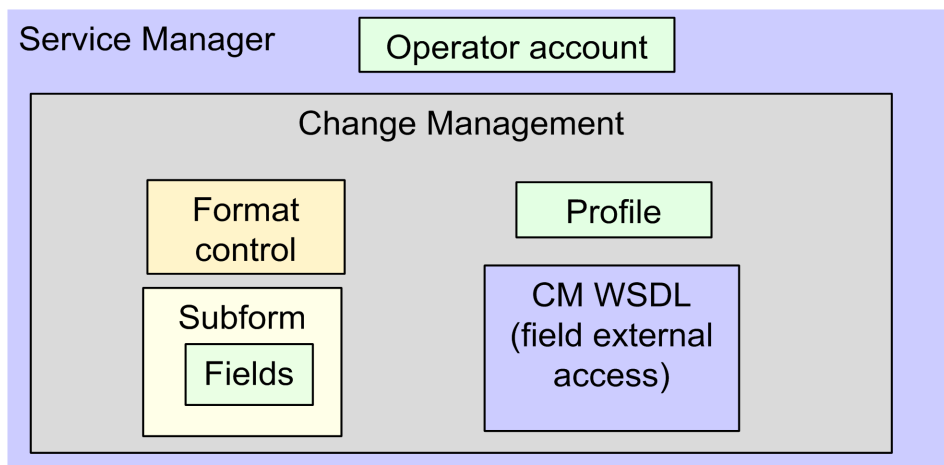 Service Manager
Operator account
Change Management
Format
control
Profile
Subform
Fields
CM WSDL
(field external
access)